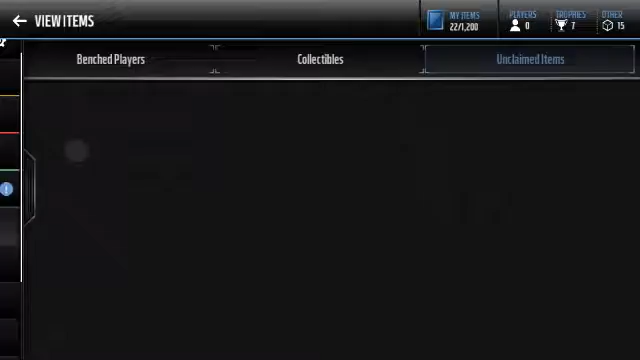 VIEW ITEMS
MY ITEMS
22/1,200
PLAYERS
0
TROPHIES
7
OTHER
15
Benched Players
Collectibles
Unclaimed Items